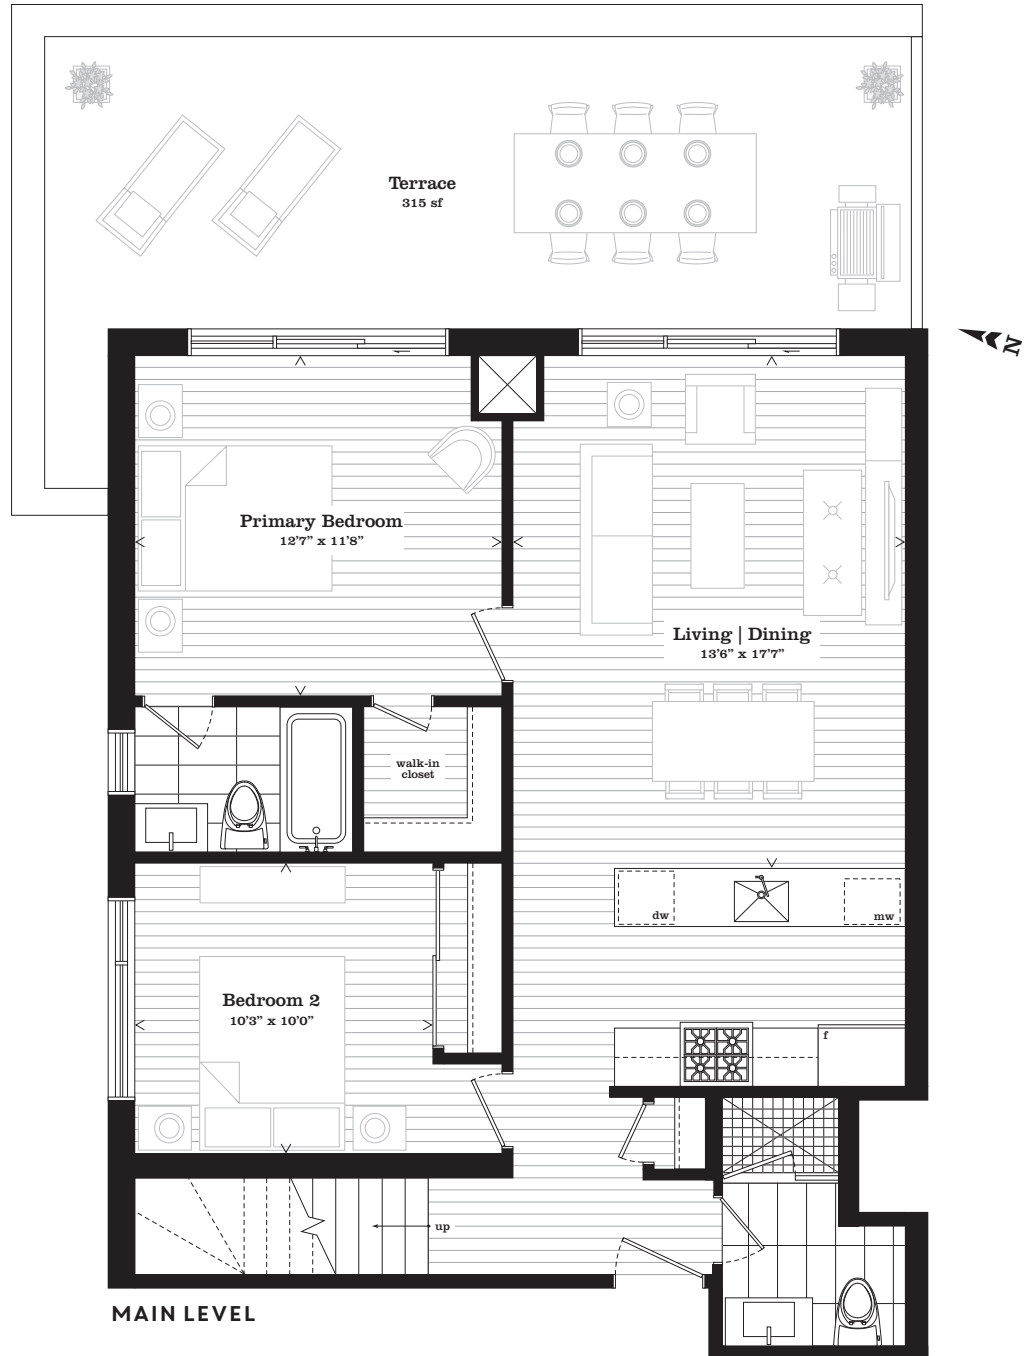 Terrace
315 sf
N
Primary Bedroom
12’7” x 11’8”
Living | Dining
13’6” x 17’7”
walk-in
closet
dw
mw
Bedroom 2
10’3” x 10’0”
f
up
MAIN LEVEL